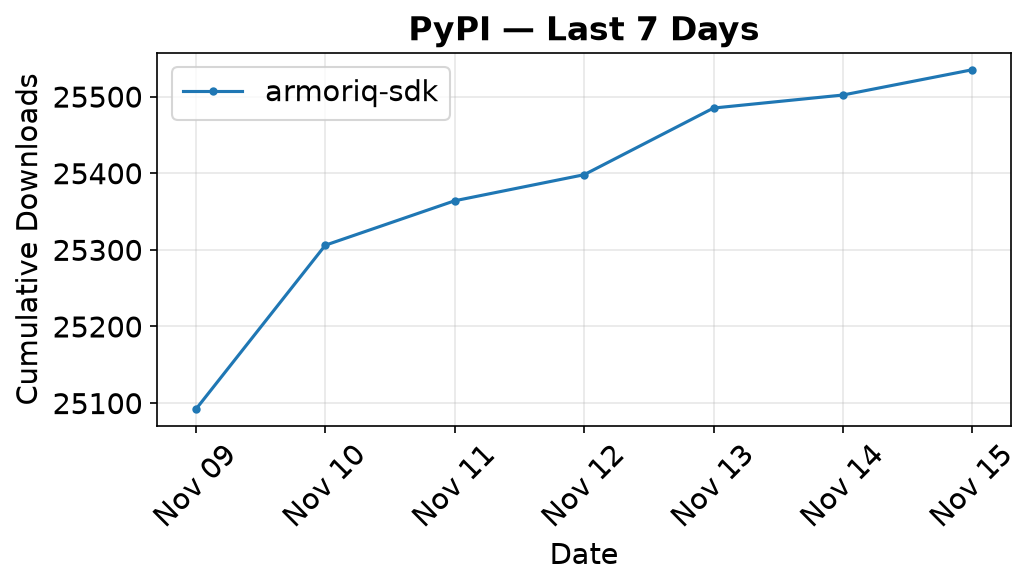 PyPI — Last 7 Days
armoriq-sdk
Cumulative Downloads
25500
25400
25300
25200
25100
Nov 09
Nov 10
Nov 11
Nov 12
Nov 13
Nov 14
Nov 15
Date